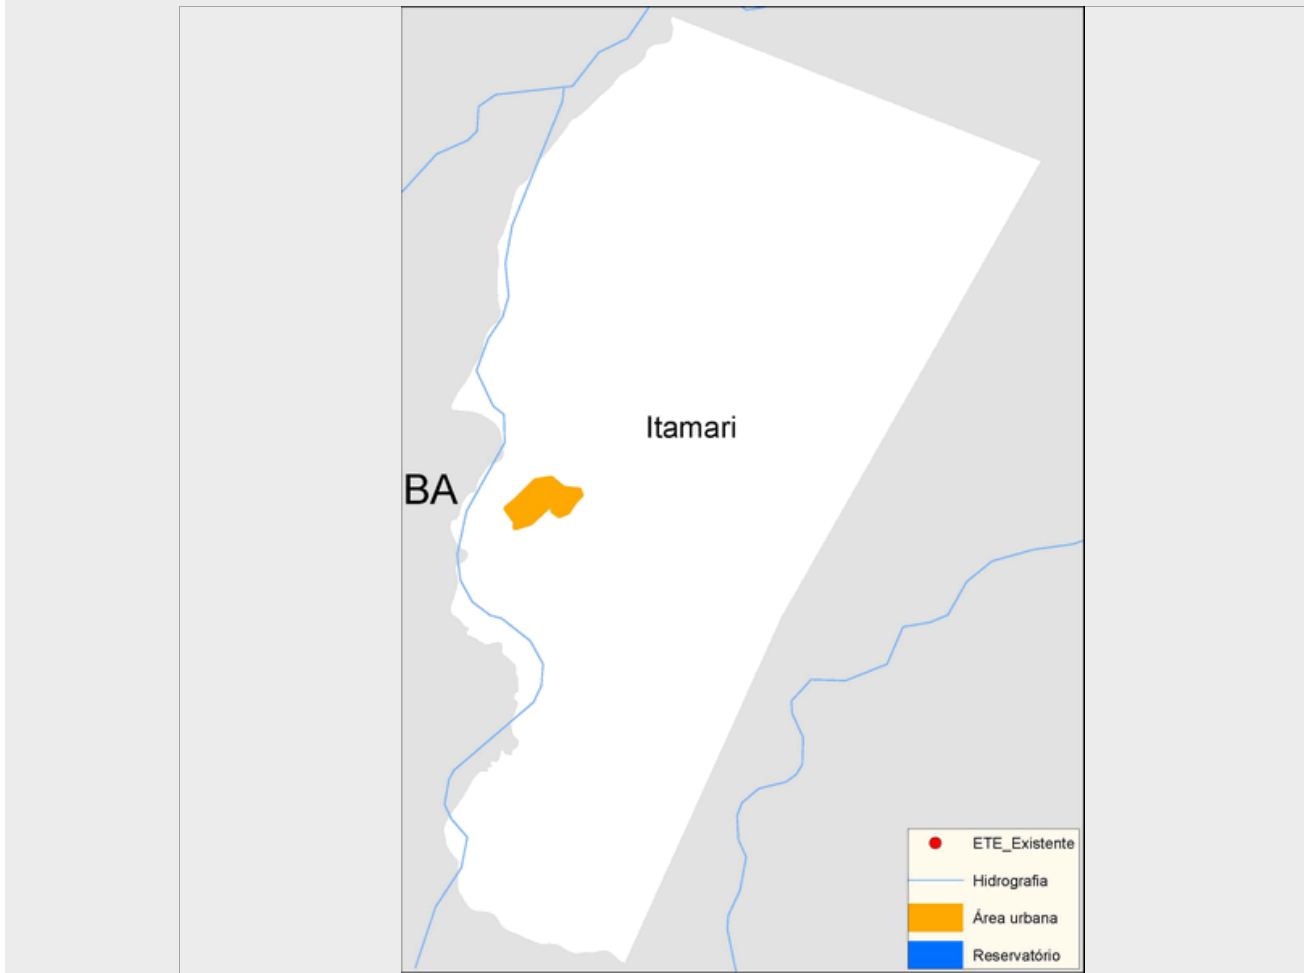 Itamari
BA
ETE_Existente
Hidrografia
Área urbana
Reservatório